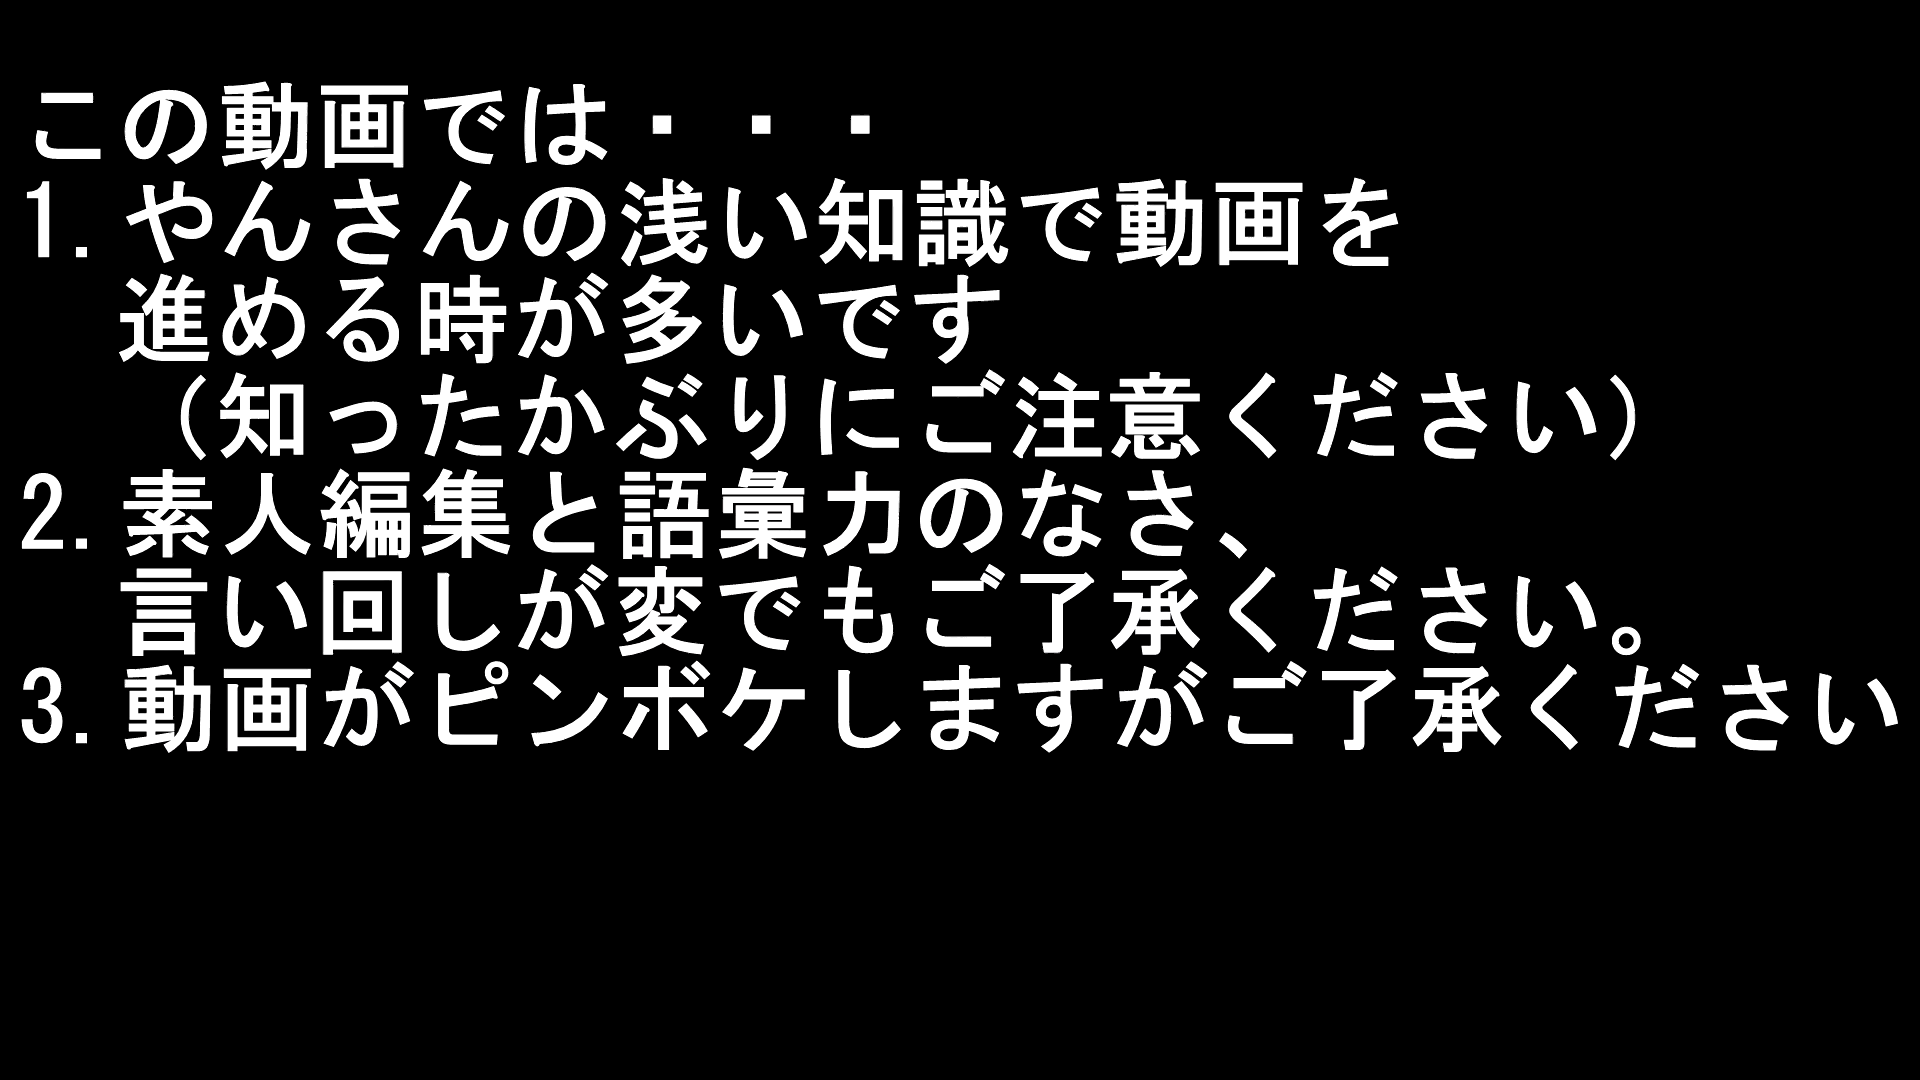 この動画では・・・
1.やんさんの浅い知識で動画を
進める時が多いです
（知ったかぶりにご注意ください）
2.素人編集と語彙力のなさ、
言い回しが変でもご了承ください。
3.動画がピンボケしますがご了承ください